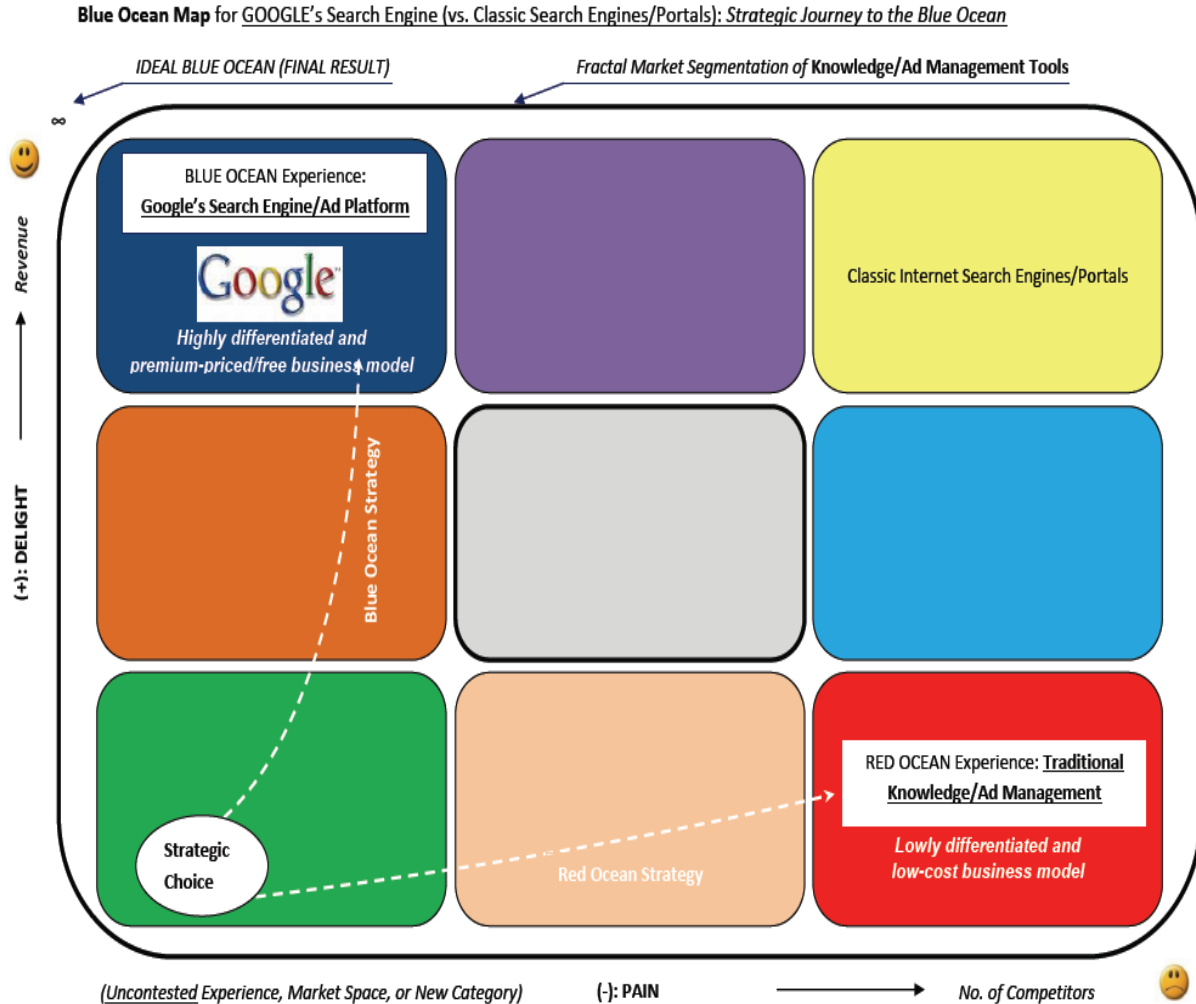 Blue Ocean Map for GOOGLE's Search Engine (vs. Classic Search Engines/Portals): Strategic Journey to the Blue Ocean
IDEAL BLUE OCEAN (FINAL RESULT)
Fractal Market Segmentation of Knowledge/Ad Management Tools
∞
BLUE OCEAN Experience:
Google's Search Engine/Ad Platform
Google™
Highly differentiated and
premium-priced/free business model
Classic Internet Search Engines/Portals
Revenue
(+): DELIGHT
Blue Ocean Strategy
Strategic
Choice
Red Ocean Strategy
RED OCEAN Experience: Traditional
Knowledge/Ad Management
Lowly differentiated and
low-cost business model
(Uncontested Experience, Market Space, or New Category)
(-): PAIN
No. of Competitors